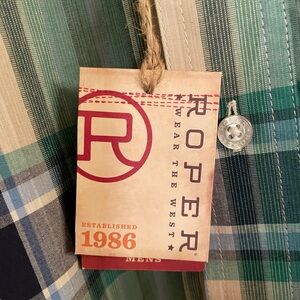 R
ROPER
★ WEAR THE WEST ★
ESTABLISHED
1986
MENS